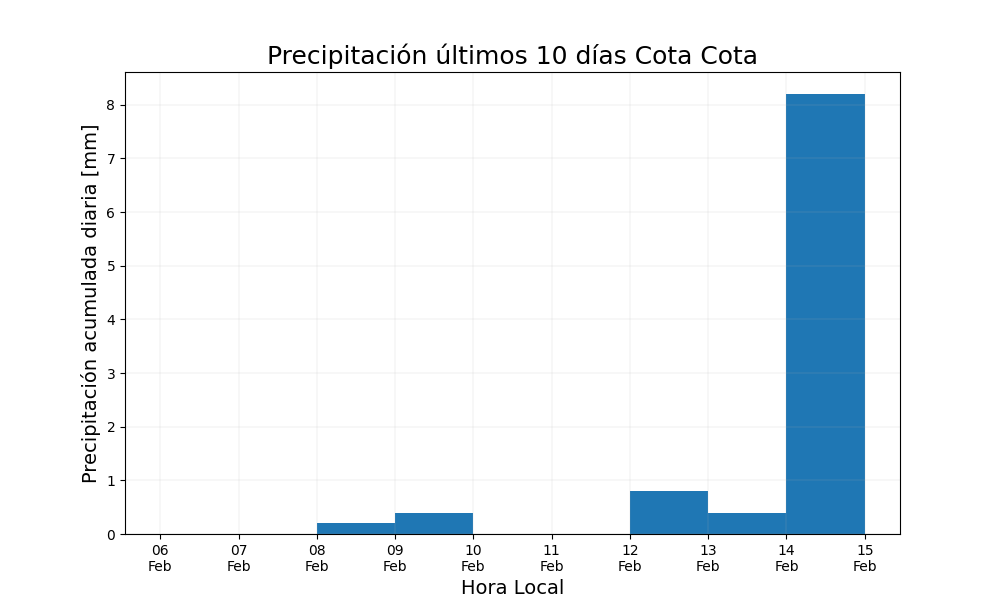 Precipitación últimos 10 días Cota Cota
Precipitación acumulada diaria [mm]
8
7
6
5
4
3
2
1
0
06 07 08 09 10 11 12 13 14 15
Feb Feb Feb Feb Feb Feb Feb Feb Feb Feb
Hora Local